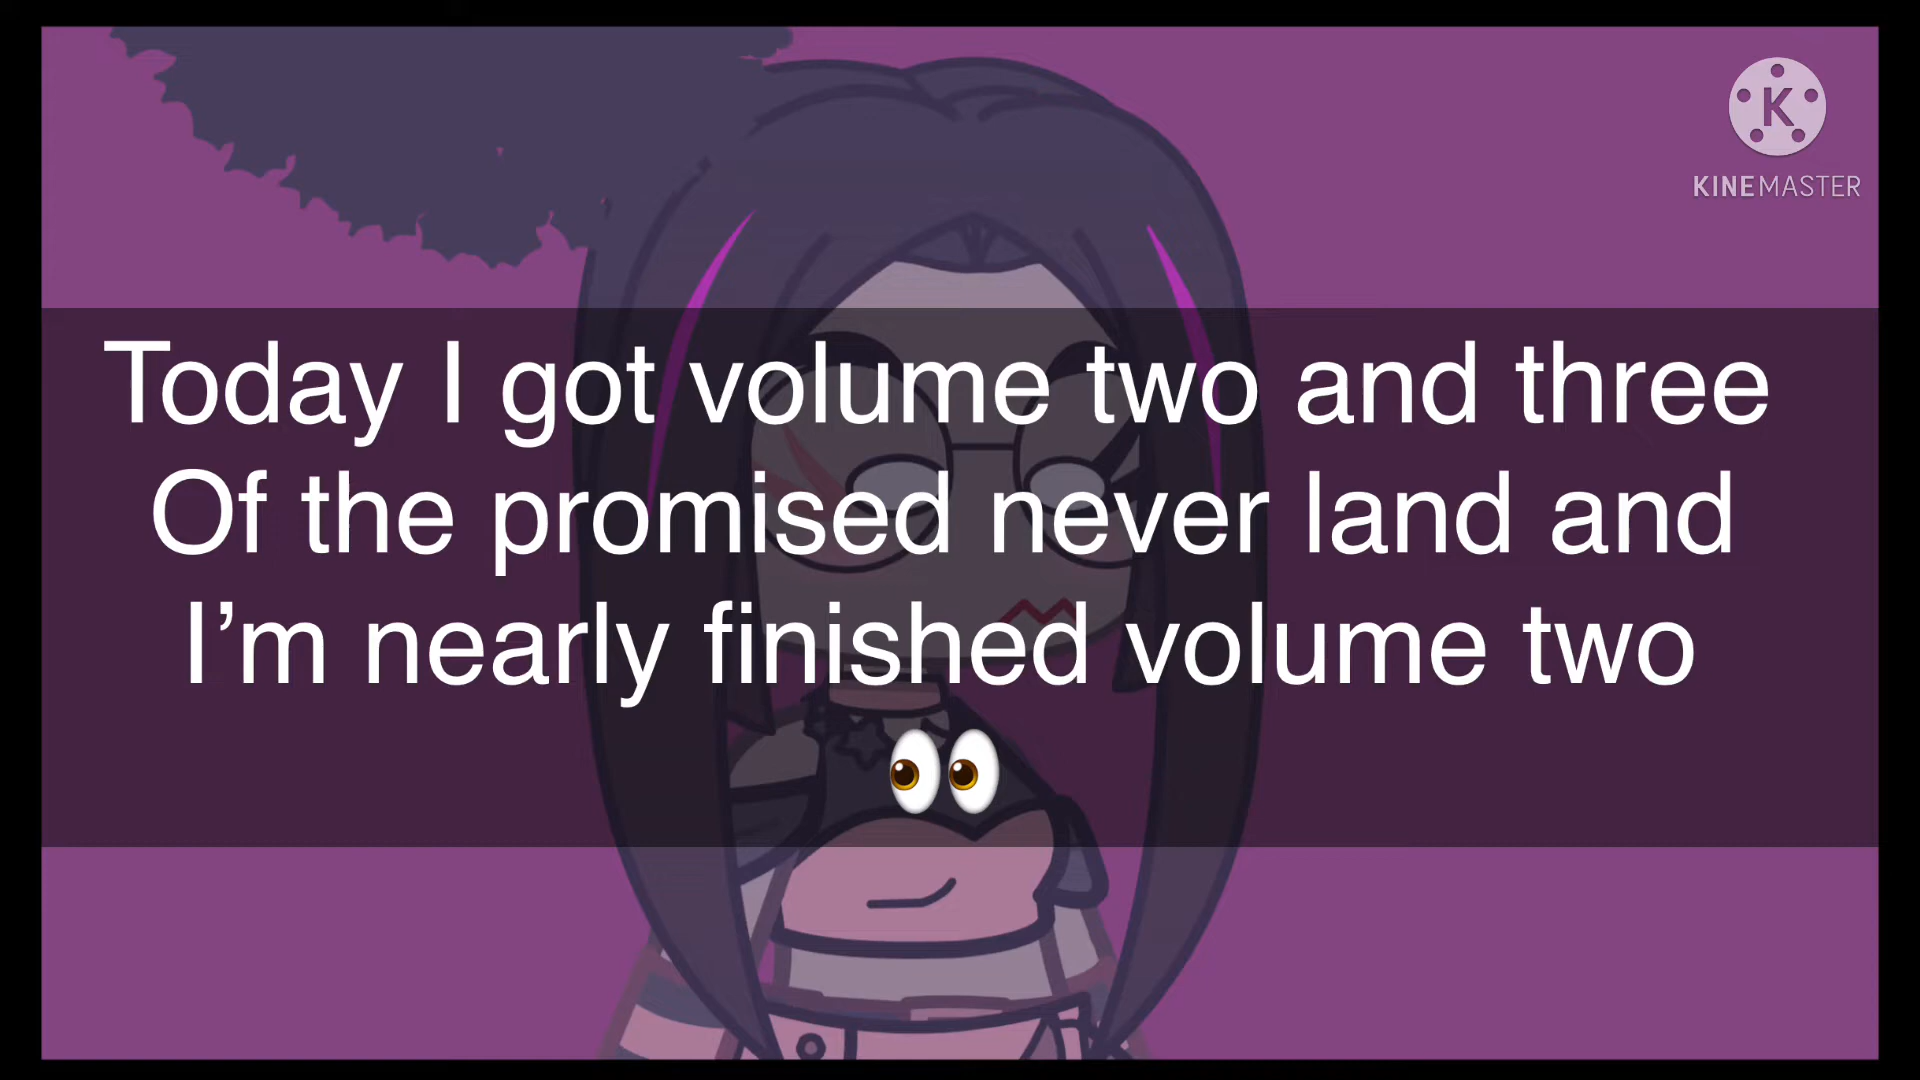 K
KINEMASTER
Today I got volume two and three
Of the promised never land and
I’m nearly finished volume two
👀